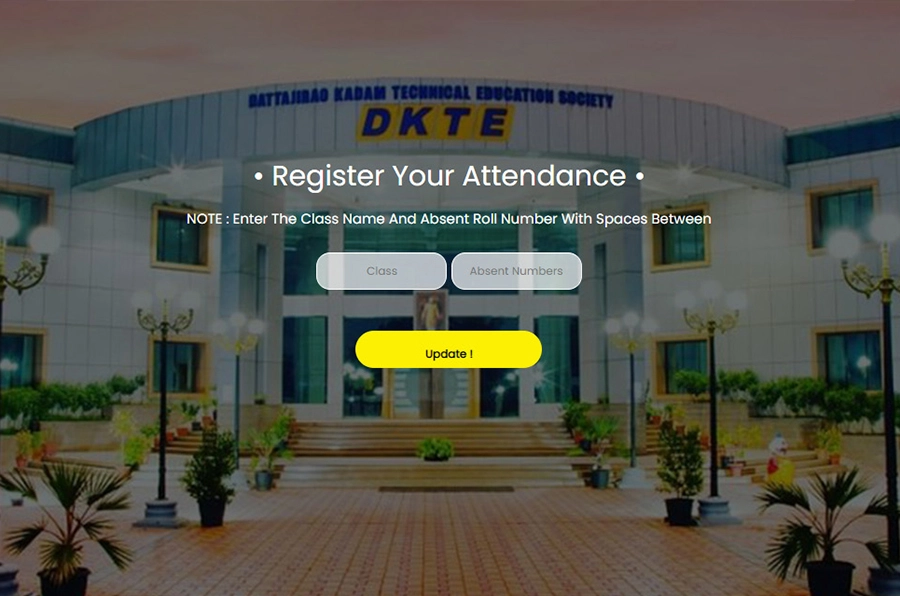 DATTAJIRAO KADAM TECHNICAL EDUCATION SOCIETY
DKTE
• Register Your Attendance •
NOTE : Enter The Class Name And Absent Roll Number With Spaces Between
Class Absent Numbers
Update !